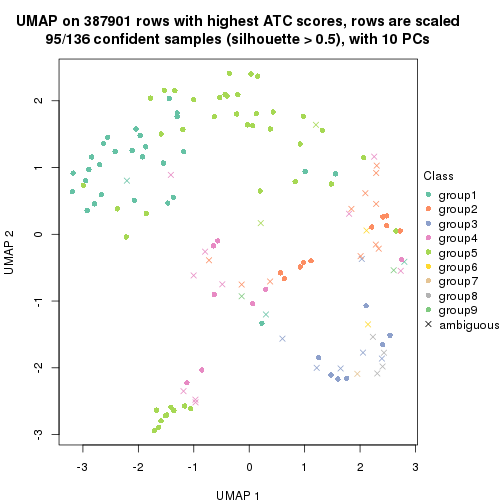 UMAP on 387901 rows with highest ATC scores, rows are scaled
95/136 confident samples (silhouette > 0.5), with 10 PCs
2
1
0
-1
-2
-3
UMAP 2
-3
-2
-1
0
1
2
3
UMAP 1
Class
group1
group2
group3
group4
group5
group6
group7
group8
group9
ambiguous